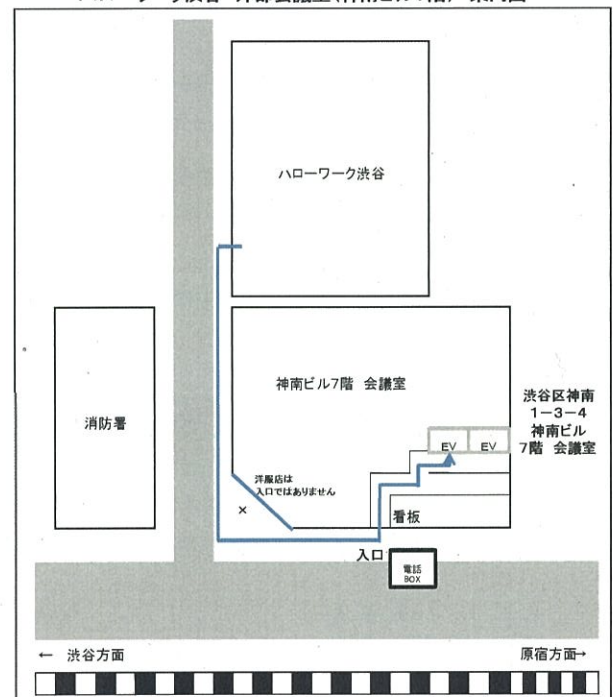 ハローワーク渋谷
神南ビル7階 会議室
消防署
渋谷区神南
1-3-4
神南ビル
7階 会議室
EV
EV
洋服店は
入口ではありません
×
看板
入口
電話
BOX
← 渋谷方面
原宿方面→